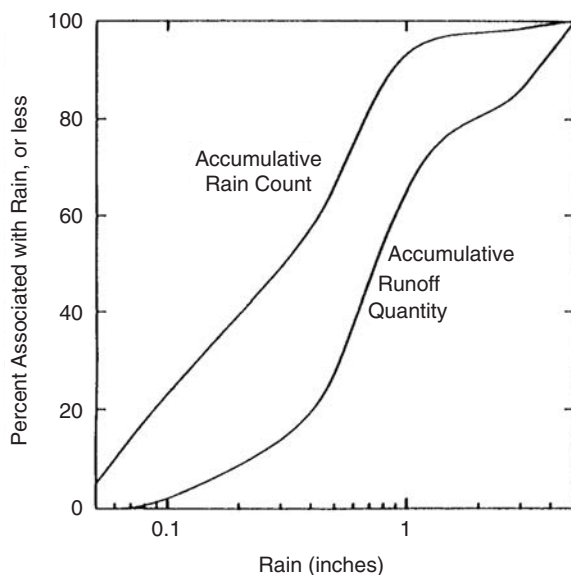 Percent Associated with Rain, or less
100
80
60
40
20
0
Accumulative
Rain Count
Accumulative
Runoff
Quantity
0.1
1
Rain (inches)